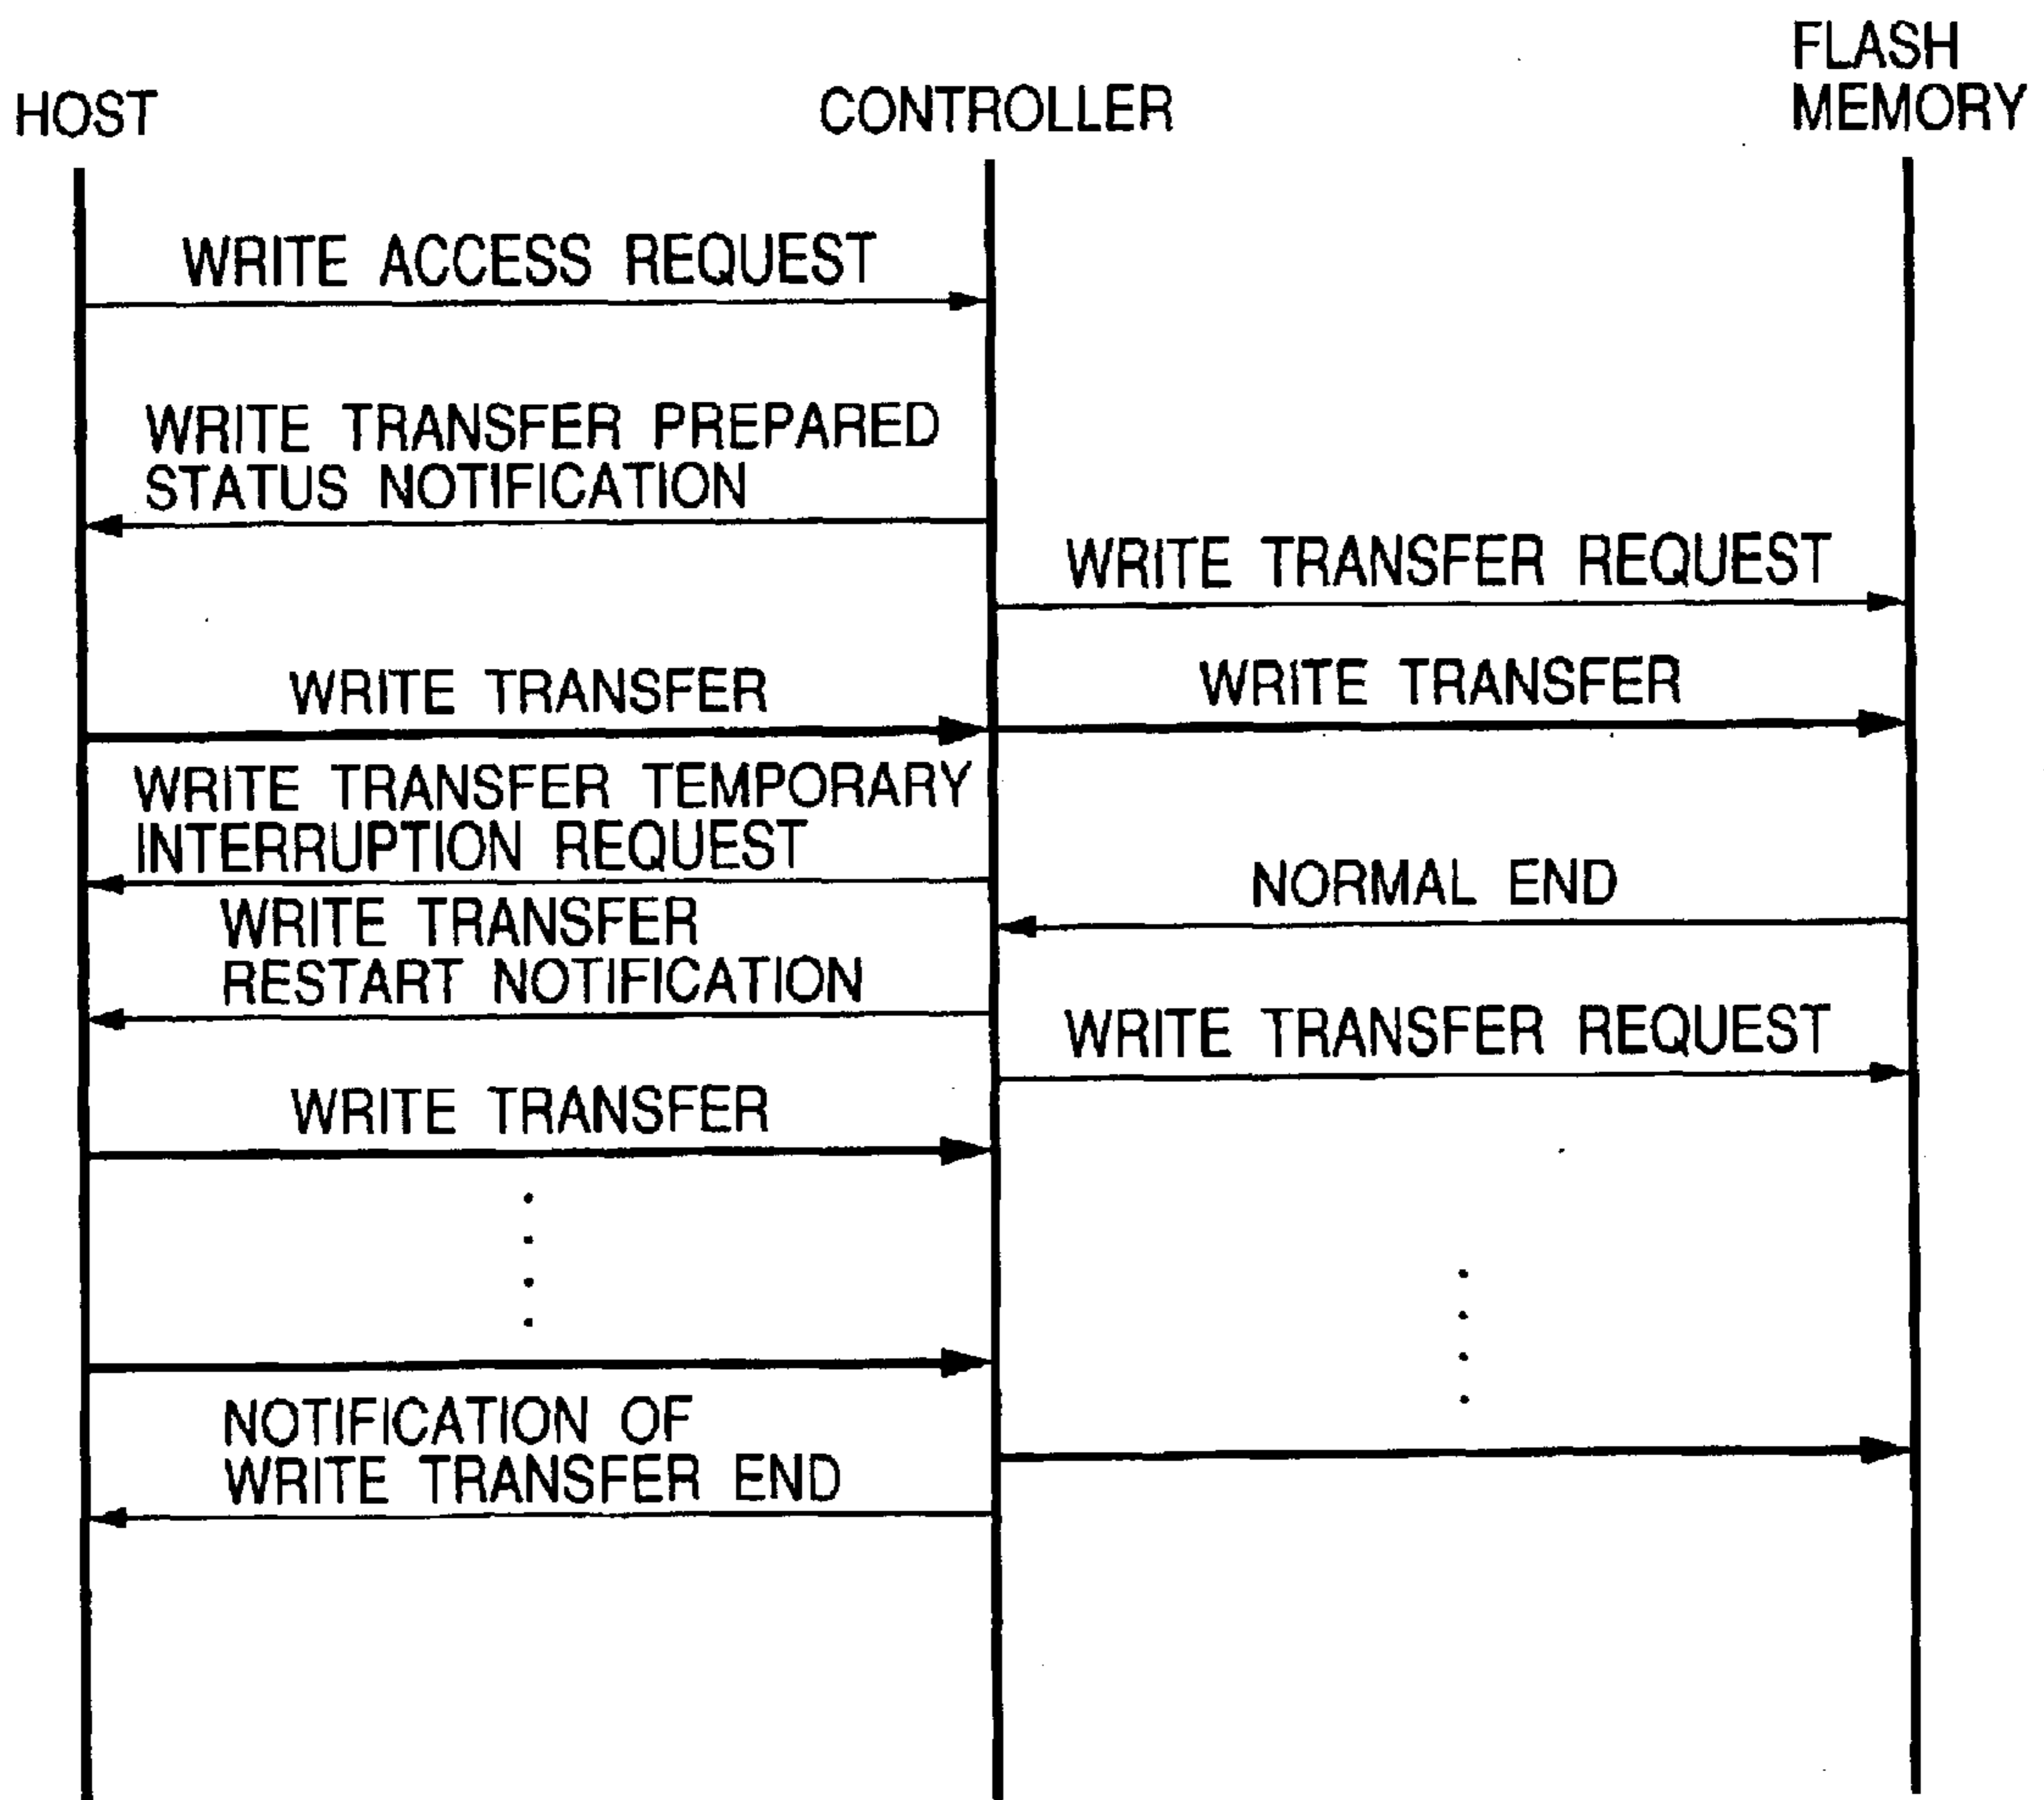 HOST
CONTROLLER
FLASH
MEMORY
WRITE ACCESS REQUEST
WRITE TRANSFER PREPARED
STATUS NOTIFICATION
WRITE TRANSFER REQUEST
WRITE TRANSFER
WRITE TRANSFER
WRITE TRANSFER TEMPORARY
INTERRUPTION REQUEST
NORMAL END
WRITE TRANSFER
RESTART NOTIFICATION
WRITE TRANSFER REQUEST
WRITE TRANSFER
NOTIFICATION OF
WRITE TRANSFER END